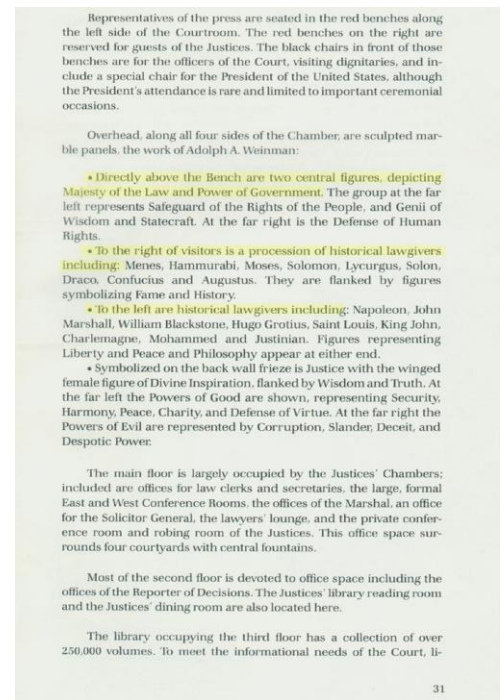 Representatives of the press are seated in the red benches along
the left side of the Courtroom. The red benches on the right are
reserved for guests of the Justices. The black chairs in front of those
benches are for the officers of the Court, visiting dignitaries, and in-
clude a special chair for the President of the United States, although
the President's attendance is rare and limited to important ceremonial
occasions.
Overhead, along all four sides of the Chamber, are sculpted mar-
ble panels, the work of Adolph A. Weinman:
• Directly above the Bench are two central figures, depicting
Majesty of the Law and Power of Government. The group at the far
left represents Safeguard of the Rights of the People, and Genii of
Wisdom and Statecraft. At the far right is the Defense of Human
Rights.
• To the right of visitors is a procession of historical lawgivers
including: Menes, Hammurabi, Moses, Solomon, Lycurgus, Solon,
Draco, Confucius and Augustus. They are flanked by figures
symbolizing Fame and History.
• To the left are historical lawgivers including: Napoleon, John
Marshall, William Blackstone, Hugo Grotius, Saint Louis, King John,
Charlemagne, Mohammed and Justinian. Figures representing
Liberty and Peace and Philosophy appear at either end.
• Symbolized on the back wall frieze is Justice with the winged
female figure of Divine Inspiration, flanked by Wisdom and Truth. At
the far left the Powers of Good are shown, representing Security,
Harmony, Peace, Charity, and Defense of Virtue. At the far right the
Powers of Evil are represented by Corruption, Slander, Deceit, and
Despotic Power.
The main floor is largely occupied by the Justices' Chambers;
included are offices for law clerks and secretaries, the large, formal
East and West Conference Rooms, the offices of the Marshal, an office
for the Solicitor General, the lawyers' lounge, and the private confer-
ence room and robing room of the Justices. This office space sur-
rounds four courtyards with central fountains.
Most of the second floor is devoted to office space including the
offices of the Reporter of Decisions. The Justices' library reading room
and the Justices' dining room are also located here.
The library occupying the third floor has a collection of over
250,000 volumes. To meet the informational needs of the Court, li-
31